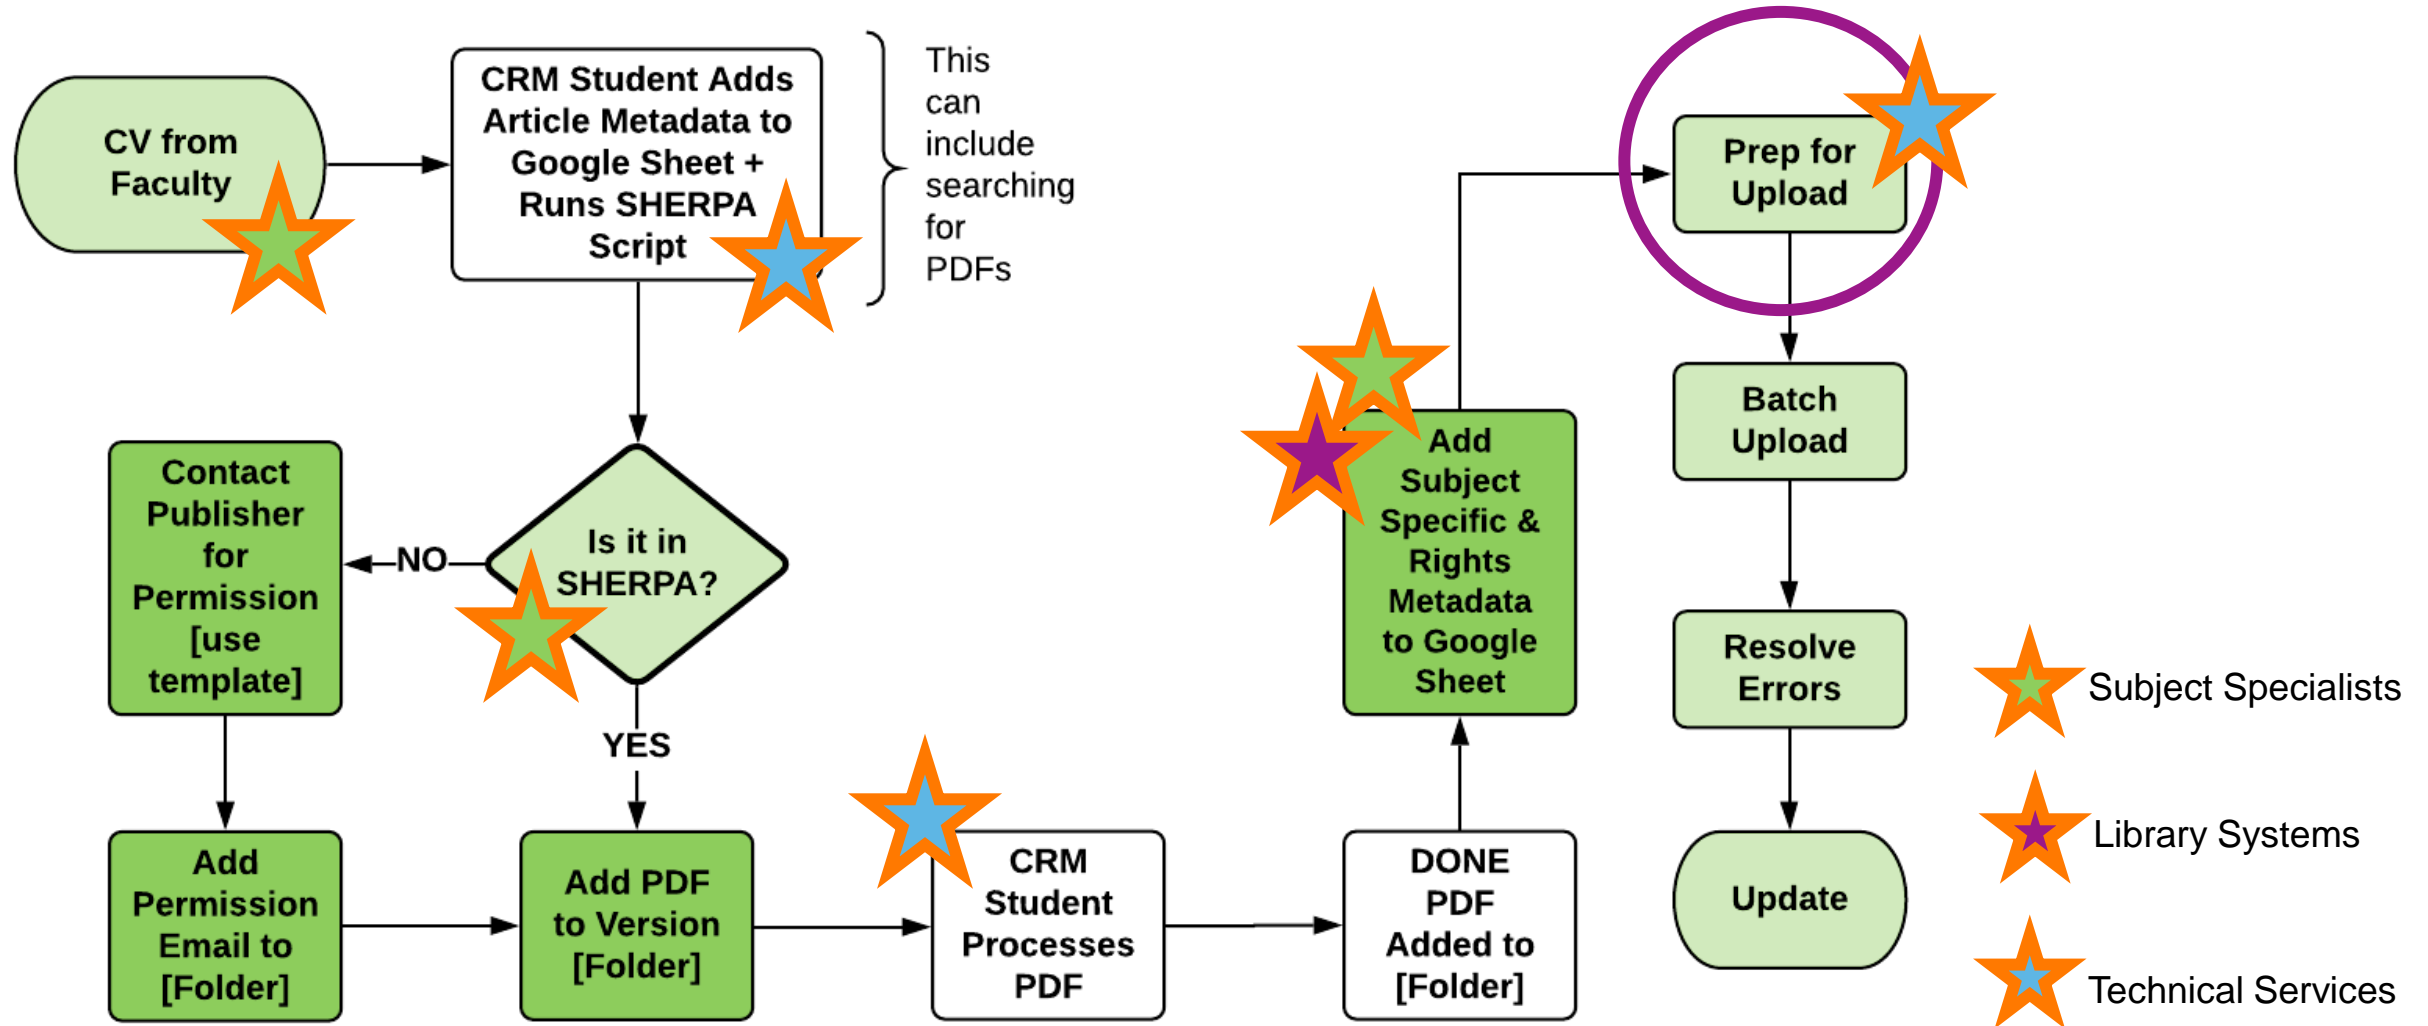 CV from
Faculty
CRM Student Adds
Article Metadata to
Google Sheet +
Runs SHERPA
Script
This
can
include
searching
for
PDFs
Is it in
SHERPA?
NO
YES
Contact
Publisher
for
Permission
[use
template]
Add
Permission
Email to
[Folder]
Add PDF
to Version
[Folder]
CRM
Student
Processes
PDF
DONE
PDF
Added to
[Folder]
Add
Subject
Specific &
Rights
Metadata
to Google
Sheet
Prep for
Upload
Batch
Upload
Resolve
Errors
Update
Subject Specialists
Library Systems
Technical Services